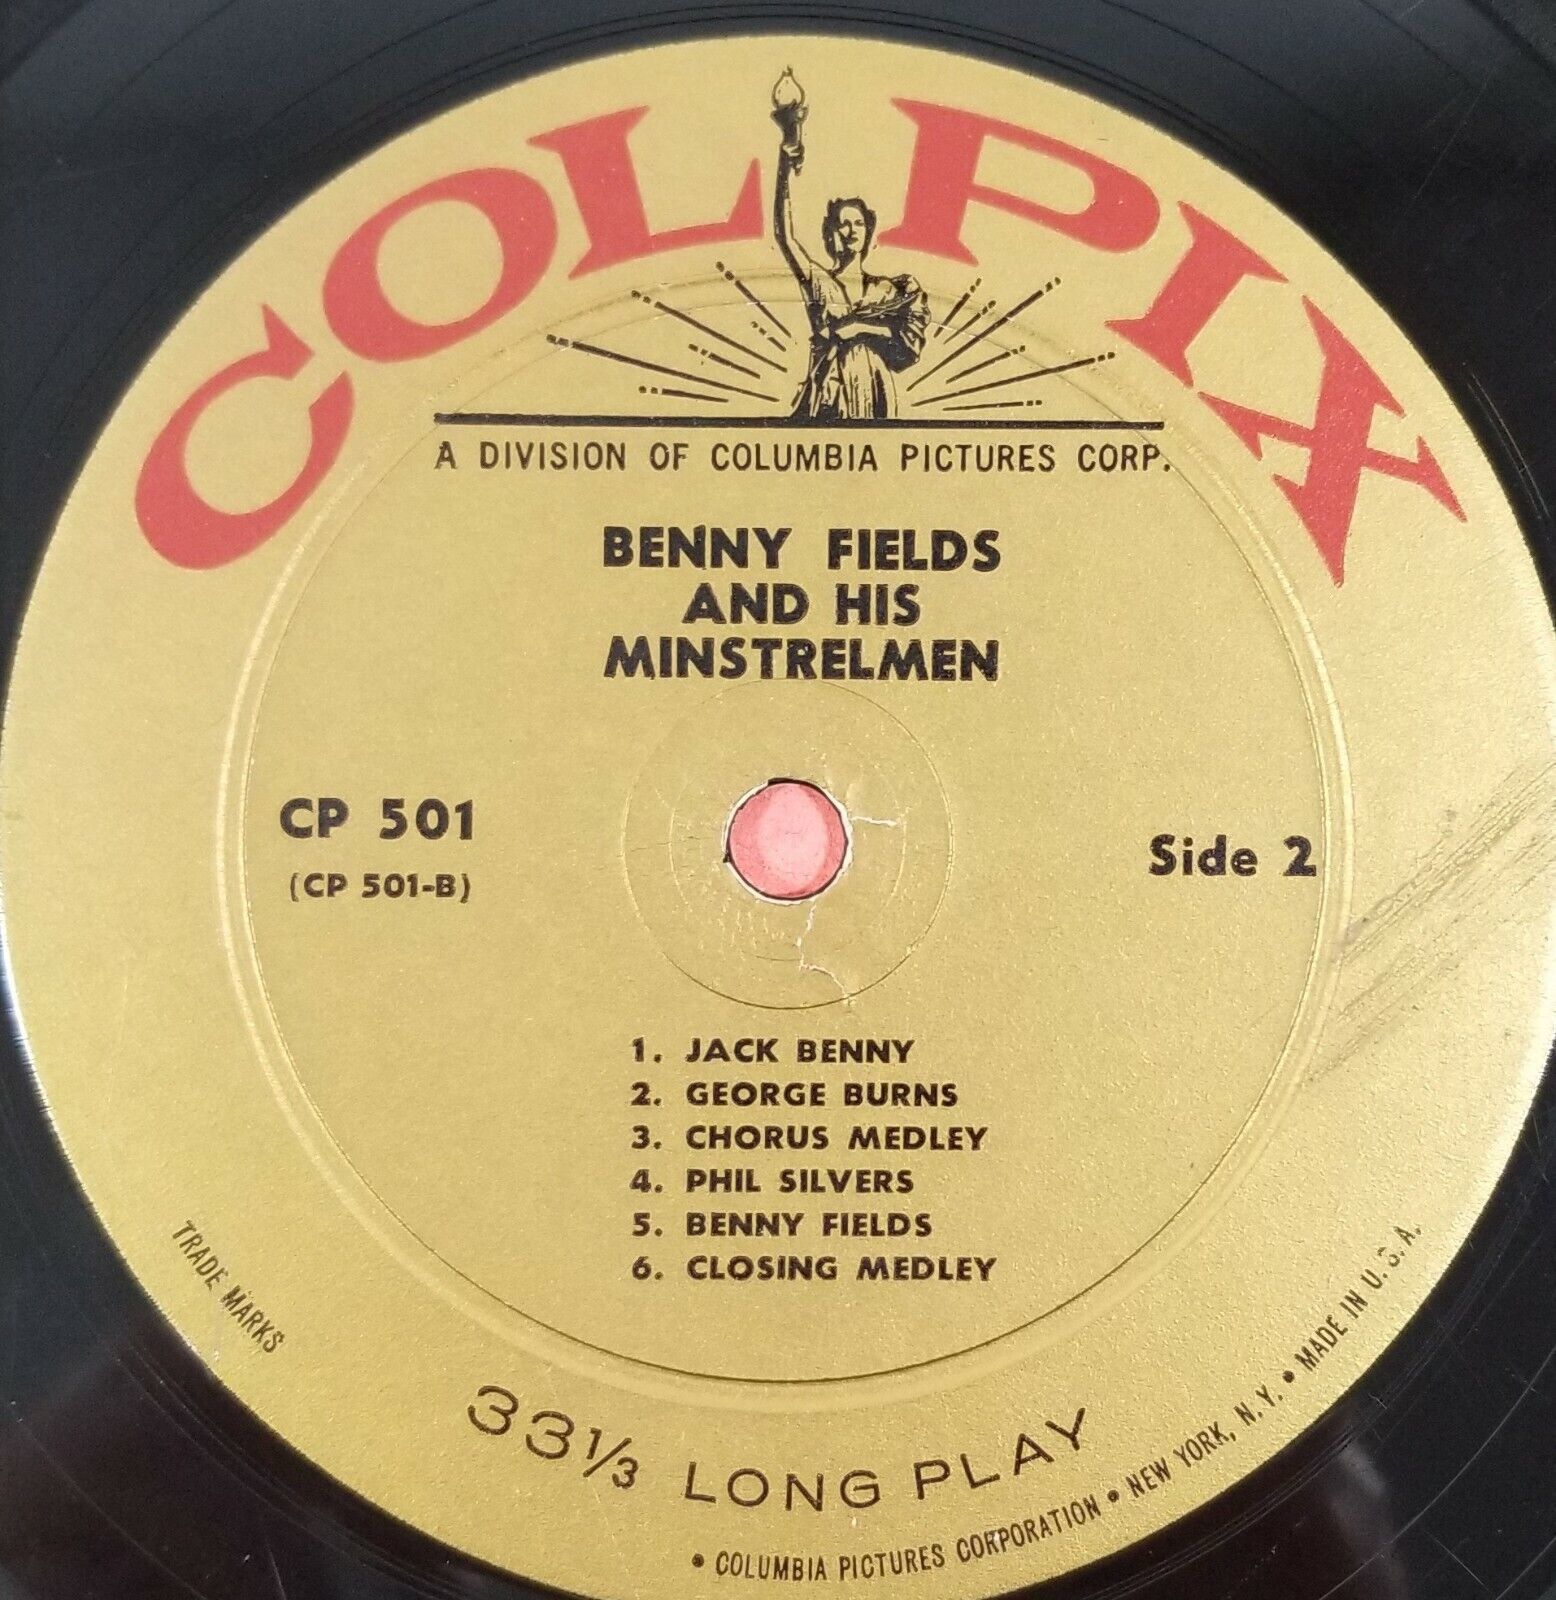 COLPIX
A DIVISION OF COLUMBIA PICTURES CORP.
BENNY FIELDS
AND HIS
MINSTRELMEN
CP 501
(CP 501-B)
Side 2
1. JACK BENNY
2. GEORGE BURNS
3. CHORUS MEDLEY
4. PHIL SILVERS
5. BENNY FIELDS
6. CLOSING MEDLEY
TRADE MARKS
33 1/3 LONG PLAY
• COLUMBIA PICTURES CORPORATION • NEW YORK, N.Y. • MADE IN U.S.A.